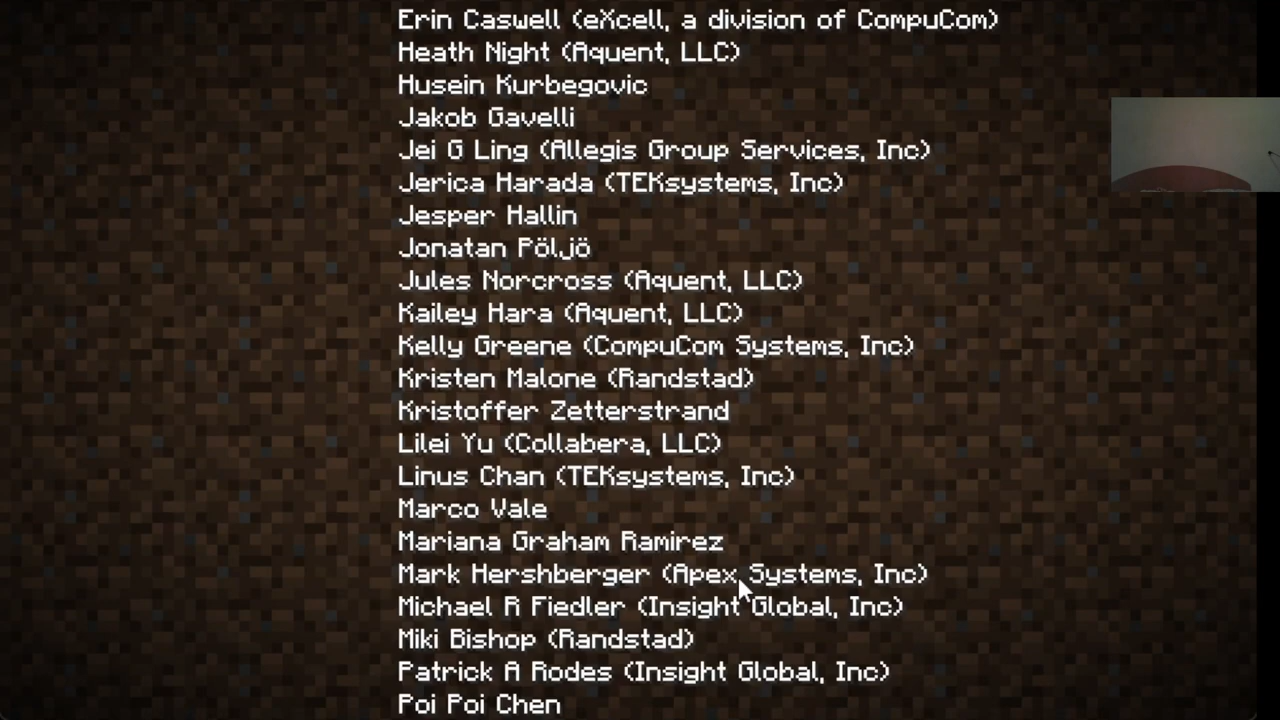 Erin Caswell (eXcell, a division of CompuCom)
Heath Night (Aquent, LLC)
Husein Kurbegovic
Jakob Gavelli
Jei G Ling (Allegis Group Services, Inc)
Jerica Harada (TEKsystems, Inc)
Jesper Hallin
Jonatan Pöljö
Jules Norcross (Aquent, LLC)
Kailey Hara (Aquent, LLC)
Kelly Greene (CompuCom Systems, Inc)
Kristen Malone (Randstad)
Kristoffer Zetterstrand
Lilei Yu (Collabera, LLC)
Linus Chan (TEKsystems, Inc)
Marco Vale
Mariana Graham Ramirez
Mark Hershberger (Apex Systems, Inc)
Michael R Fiedler (Insight Global, Inc)
Miki Bishop (Randstad)
Patrick A Rodes (Insight Global, Inc)
Poi Poi Chen